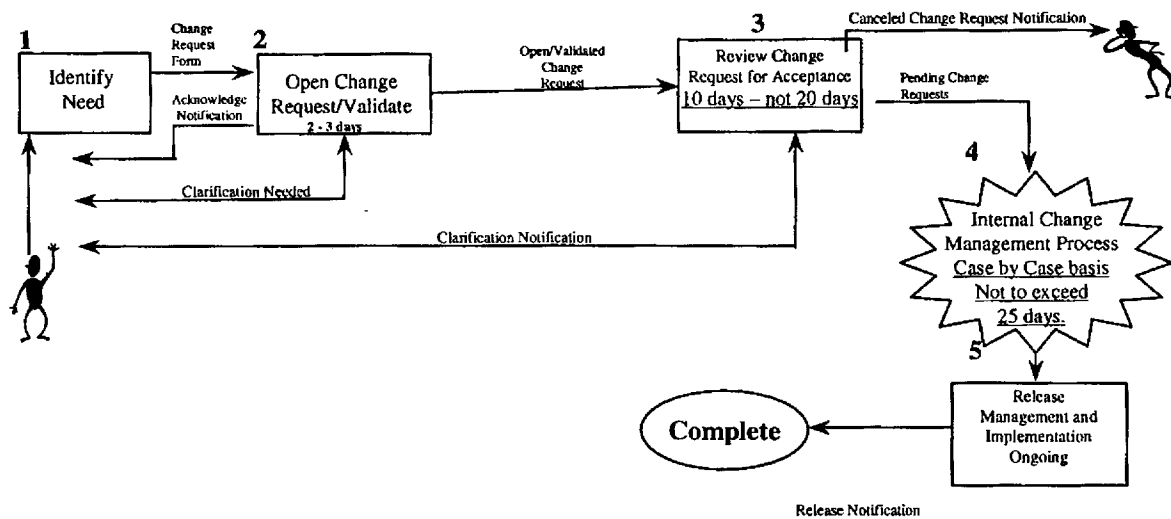 1
Identify
Need
Change
Request
Form
Acknowledge
Notification
2
Open Change
Request/Validate
2 - 3 days
Clarification Needed
Clarification Notification
Open/Validated
Change
Request
3
Review Change
Request for Acceptance
10 days – not 20 days
Canceled Change Request Notification
Pending Change
Requests
4
Internal Change
Management Process
Case by Case basis
Not to exceed
25 days.
5
Release
Management and
Implementation
Ongoing
Complete
Release Notification